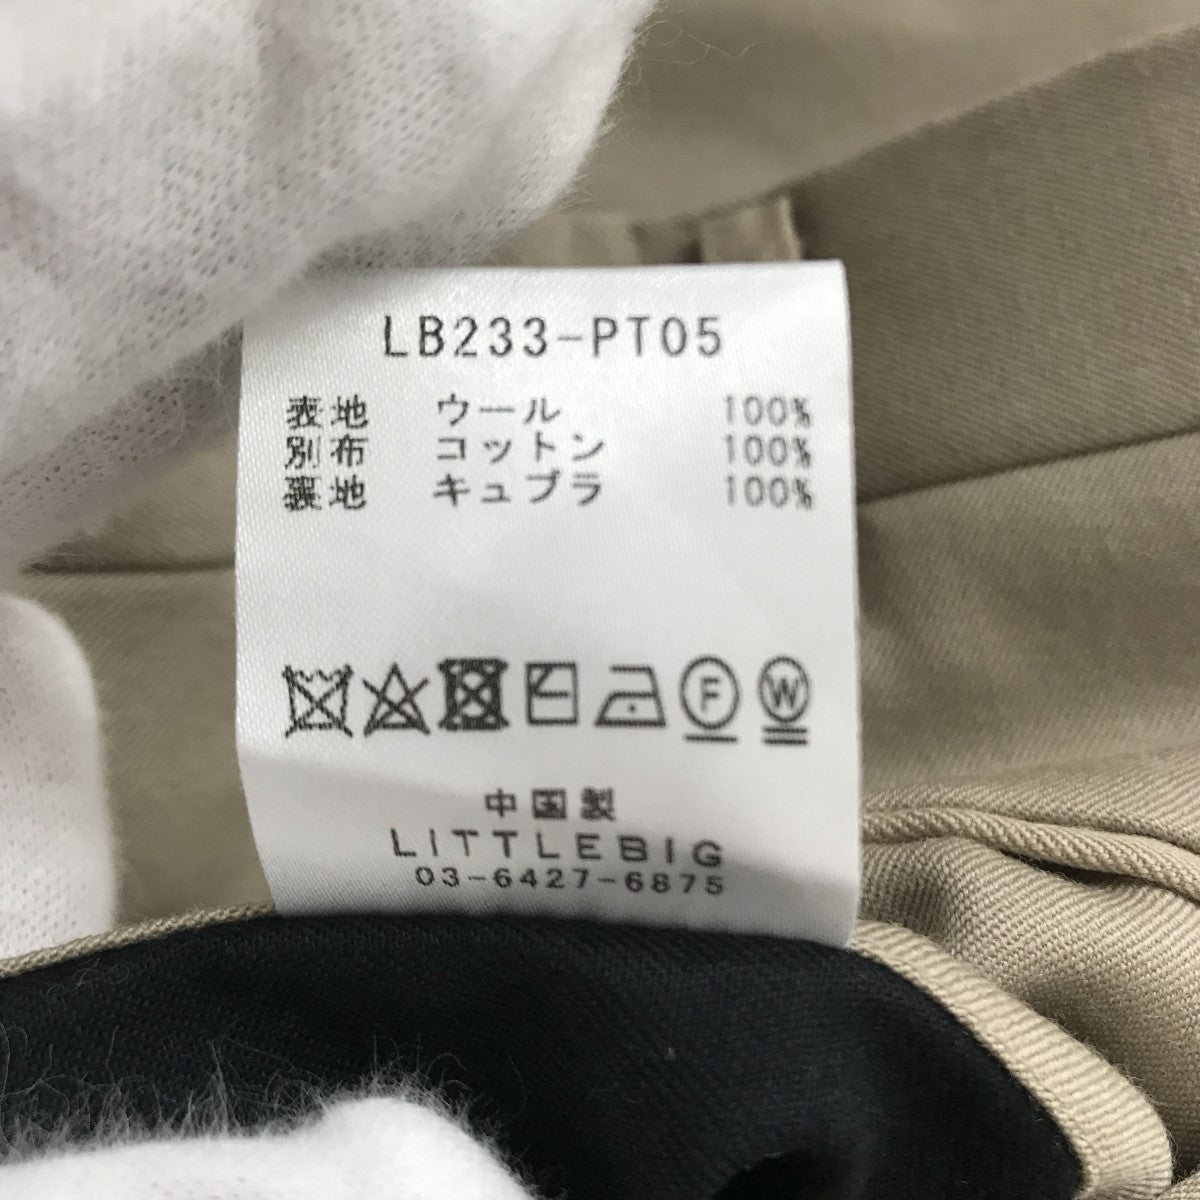 LB233-PT05
表地 ウール 100%
別布 コットン 100%
裏地 キュプラ 100%
F W
中国製
LITTLEBIG
03-6427-6875